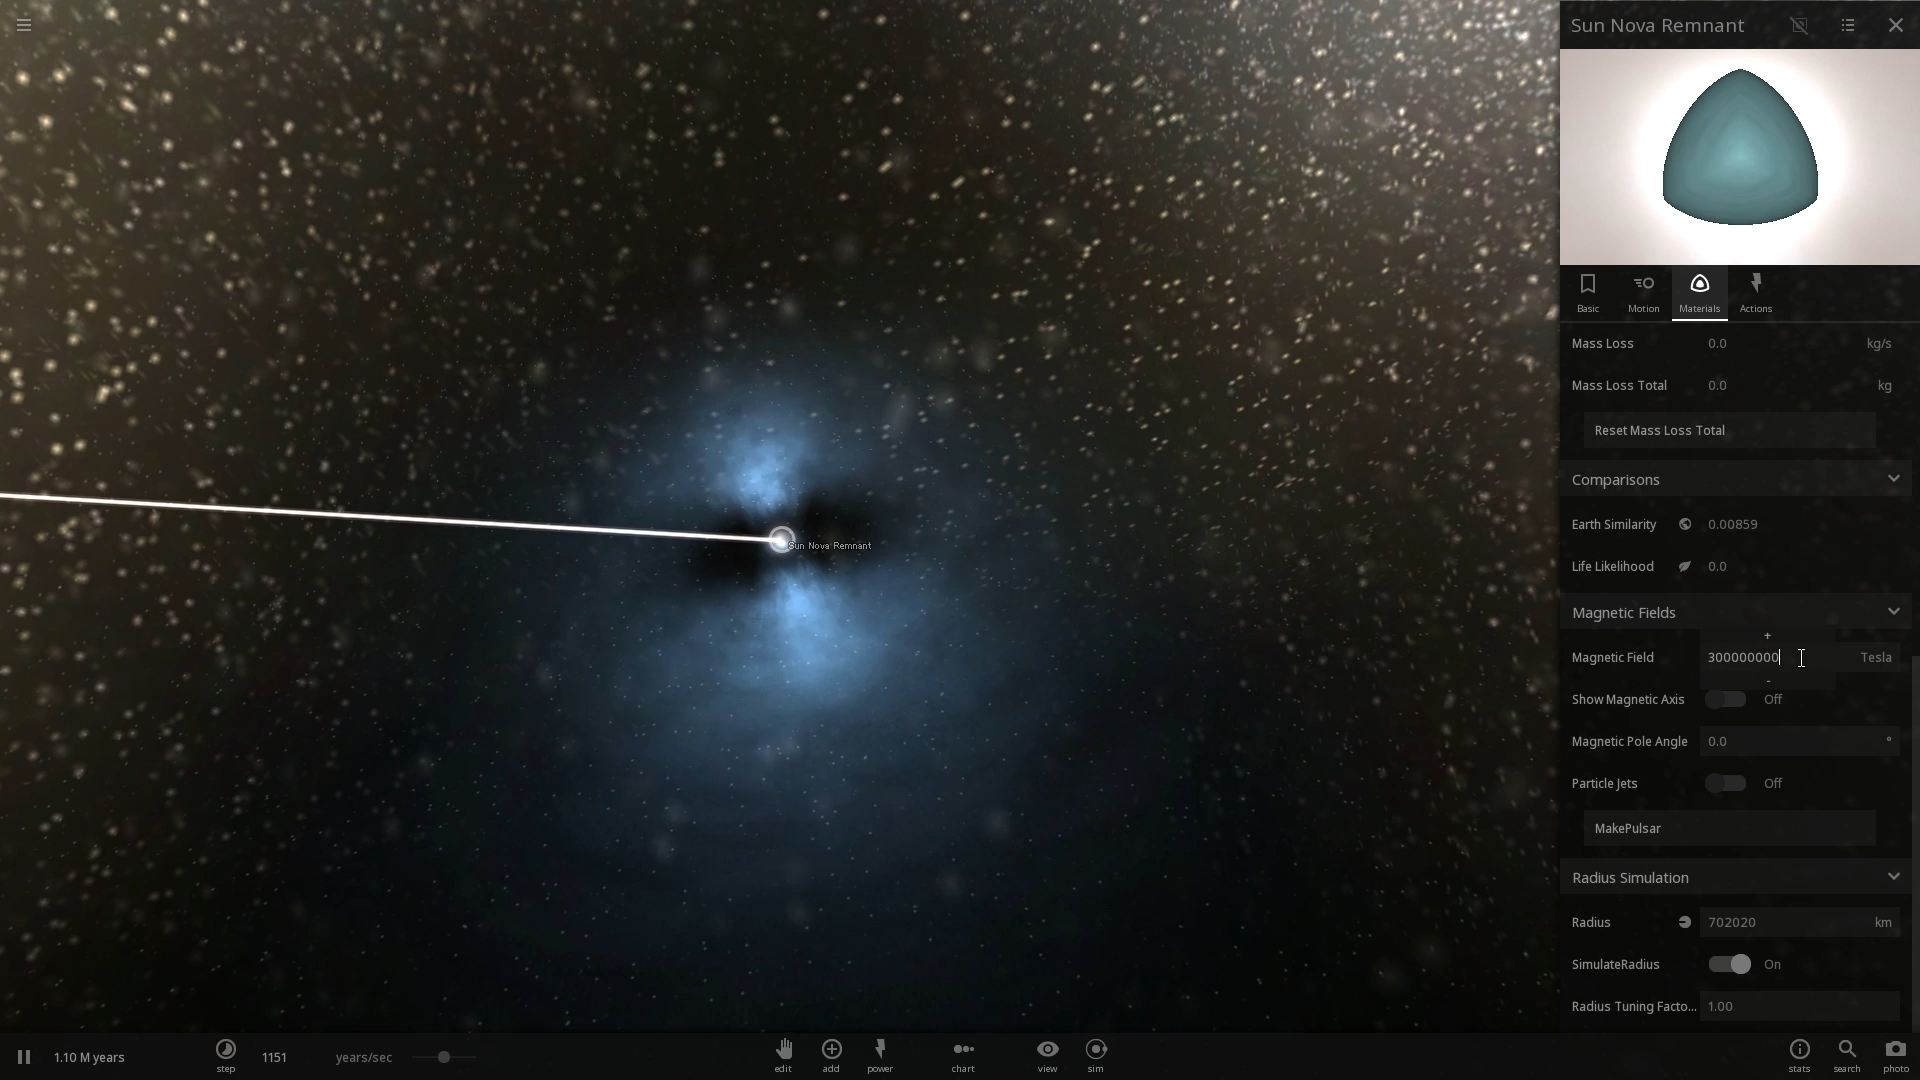 Sun Nova Remnant
Basic
Motion
Materials
Actions
Mass Loss 0.0 kg/s
Mass Loss Total 0.0 kg
Reset Mass Loss Total
Comparisons
Earth Similarity 0.00859
Life Likelihood 0.0
Magnetic Fields
+
Magnetic Field 300000000 Tesla
-
Show Magnetic Axis Off
Magnetic Pole Angle 0.0 °
Particle Jets Off
MakePulsar
Radius Simulation
Radius 702020 km
SimulateRadius On
Radius Tuning Facto... 1.00
Sun Nova Remnant
1.10 M years
step
1151 years/sec
edit
add
power
chart
view
sim
stats
search
photo